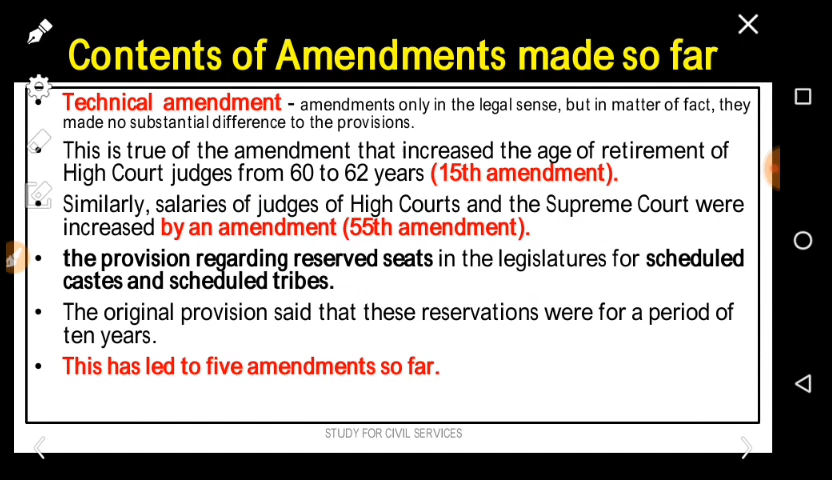 Contents of Amendments made so far
• Technical amendment - amendments only in the legal sense, but in matter of fact, they
made no substantial difference to the provisions.
• This is true of the amendment that increased the age of retirement of
High Court judges from 60 to 62 years (15th amendment).
• Similarly, salaries of judges of High Courts and the Supreme Court were
increased by an amendment (55th amendment).
• the provision regarding reserved seats in the legislatures for scheduled
castes and scheduled tribes.
• The original provision said that these reservations were for a period of
ten years.
• This has led to five amendments so far.
STUDY FOR CIVIL SERVICES